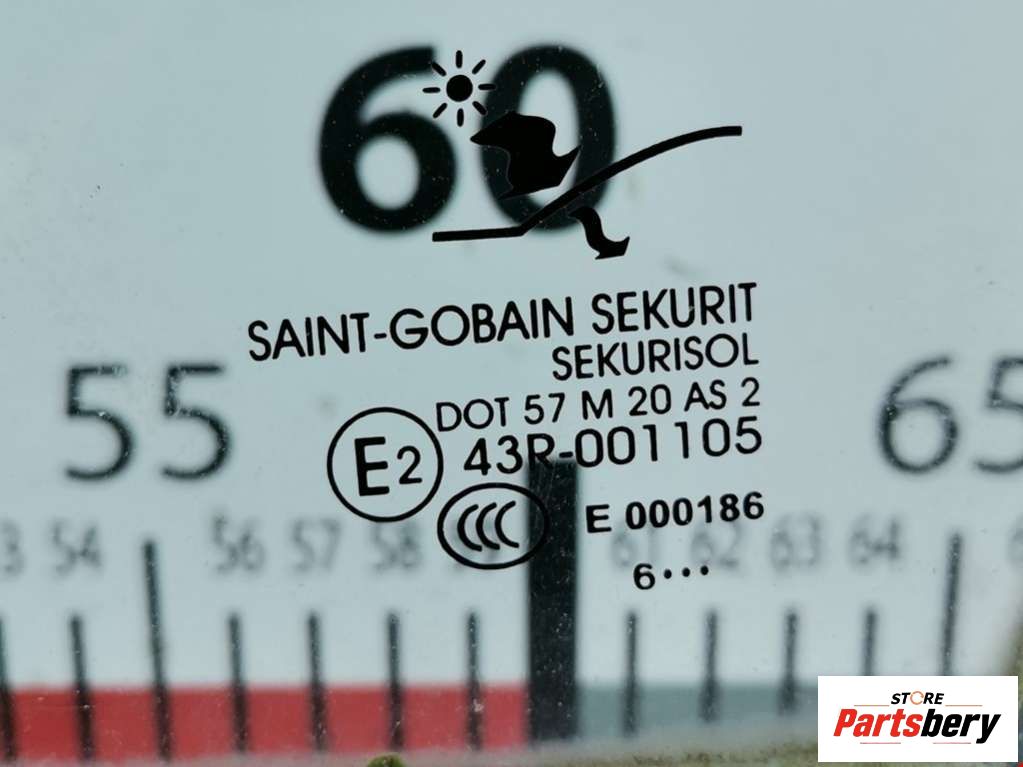 60
SAINT-GOBAIN SEKURIT
SEKURISOL
55
65
DOT 57 M 20 AS 2
E2 43R-001105
CCC E 000186
54 56 57 58 61 62 63 64
6•••
STORE
Partsbery